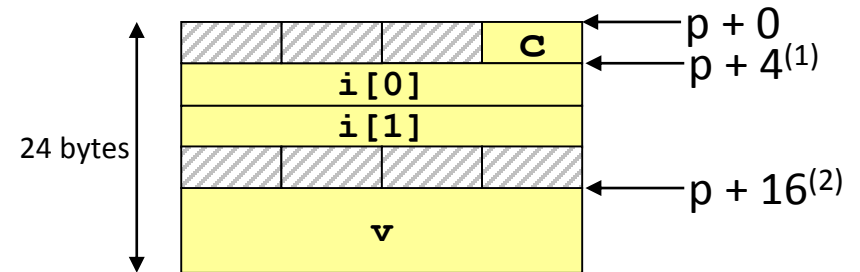 c p + 0
p + 4(1)
i[0]
i[1]
24 bytes
p + 16(2)
v